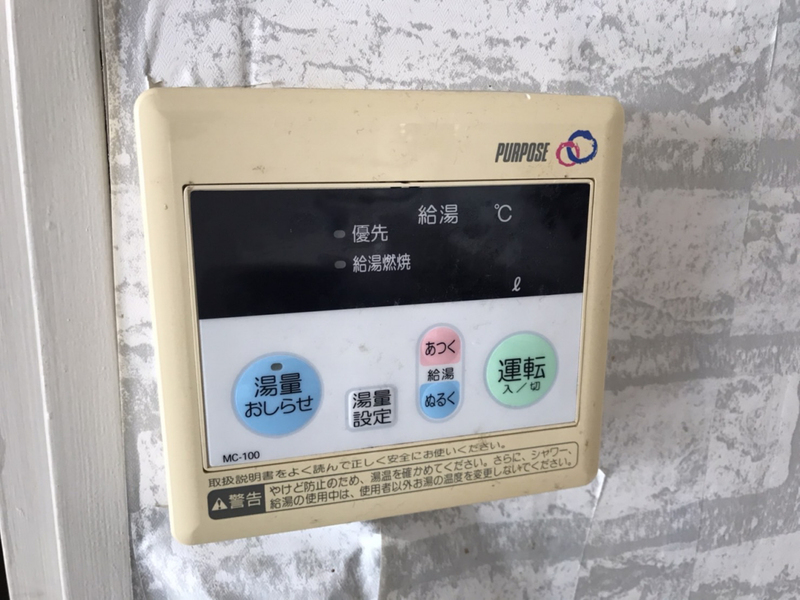 PURPOSE
給湯 ℃
優先
給湯燃焼
ℓ
湯量
おしらせ
湯量
設定
あつく
給湯
ぬるく
運転
入/切
MC-100
取扱説明書をよく読んで正しく安全にお使いください。
警告
やけど防止のため、湯温を確かめてください。さらに、シャワー、
給湯の使用中は、使用者以外お湯の温度を変更しないでください。